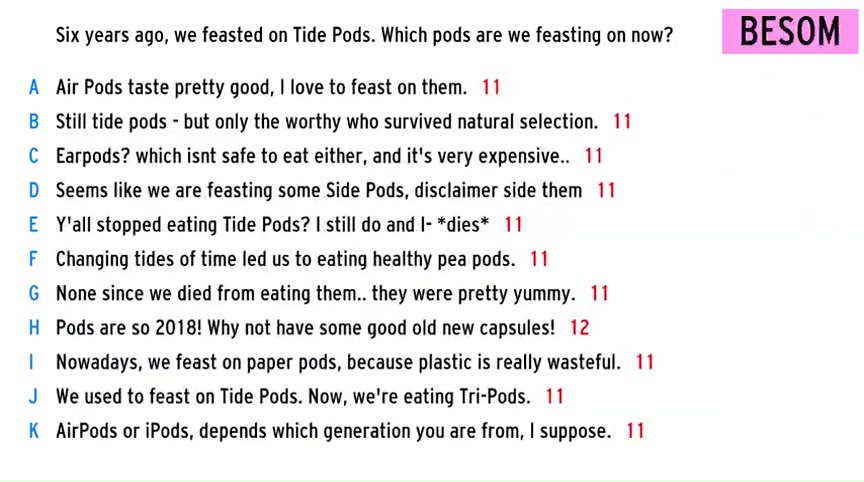 Six years ago, we feasted on Tide Pods. Which pods are we feasting on now?
BESOM
A Air Pods taste pretty good, I love to feast on them. 11
B Still tide pods - but only the worthy who survived natural selection. 11
C Earpods? which isnt safe to eat either, and it's very expensive.. 11
D Seems like we are feasting some Side Pods, disclaimer side them 11
E Y'all stopped eating Tide Pods? I still do and I- *dies* 11
F Changing tides of time led us to eating healthy pea pods. 11
G None since we died from eating them.. they were pretty yummy. 11
H Pods are so 2018! Why not have some good old new capsules! 12
I Nowadays, we feast on paper pods, because plastic is really wasteful. 11
J We used to feast on Tide Pods. Now, we're eating Tri-Pods. 11
K AirPods or iPods, depends which generation you are from, I suppose. 11